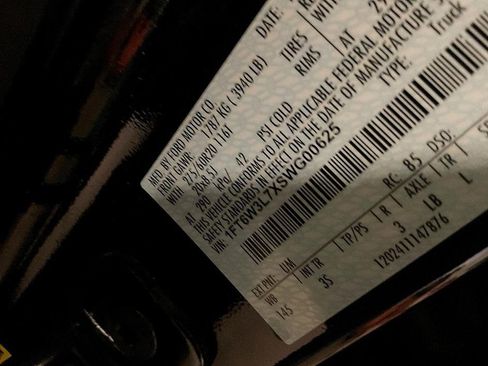 MFD. BY FORD MOTOR CO.
DATE:
FRONT GAWR: 1787 KG ( 3940 LB)
WITH
275/60R20 116T
TIRES
20X8.5J
RIMS
AT 290 KPA/ 42 PSI COLD
AT
THIS VEHICLE CONFORMS TO ALL APPLICABLE FEDERAL MOTOR
SAFETY STANDARDS IN EFFECT ON THE DATE OF MANUFACTURE
VIN: 1FT6W3L7XSWG00625
TYPE: Truck
EXT PNT: UM
RC: 85 DSO:
WB | INT TR | TP/PS | R | AXLE | TR
145 3S 3 LB L
1202411147876